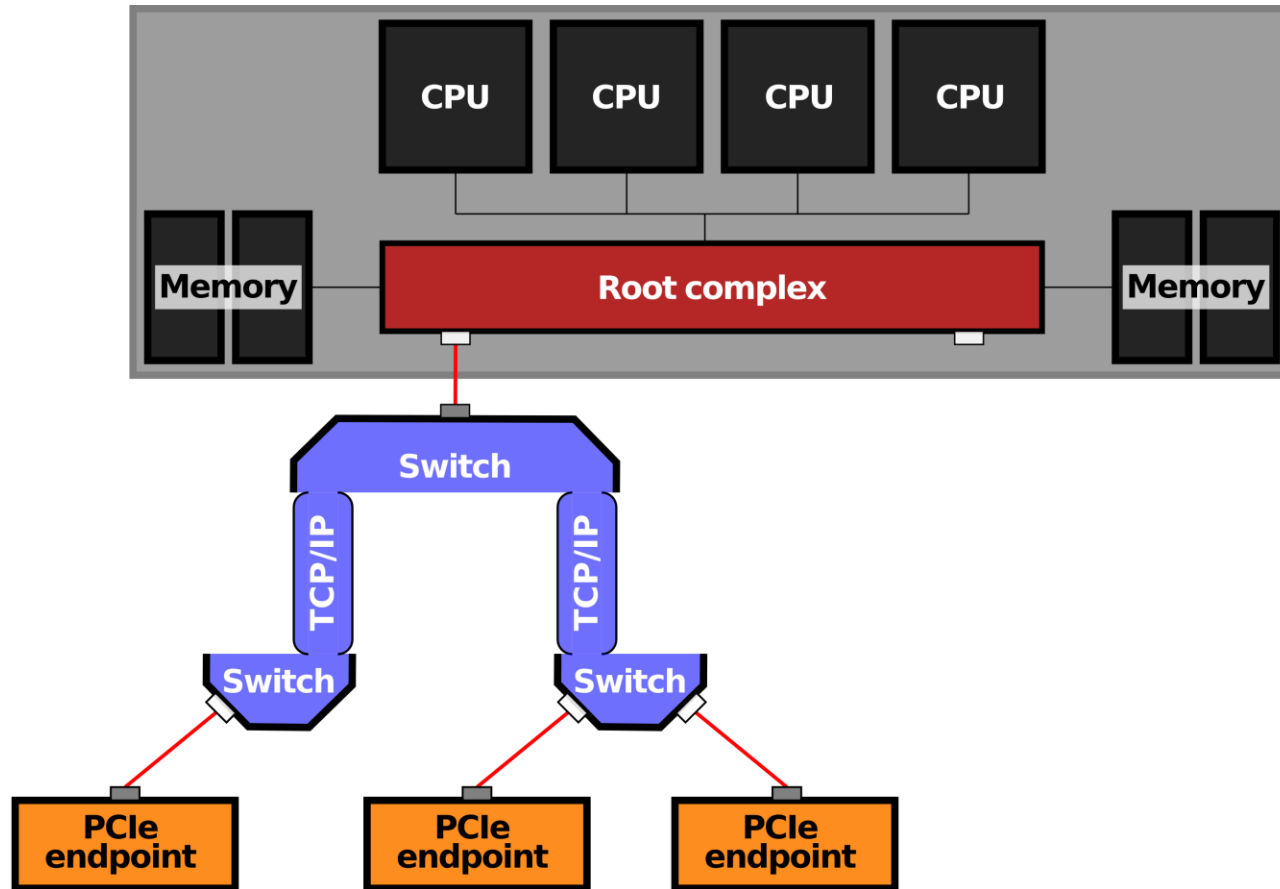 CPU
CPU
CPU
CPU
Memory
Root complex
Memory
Switch
TCP/IP
TCP/IP
Switch
Switch
PCIe
endpoint
PCIe
endpoint
PCIe
endpoint